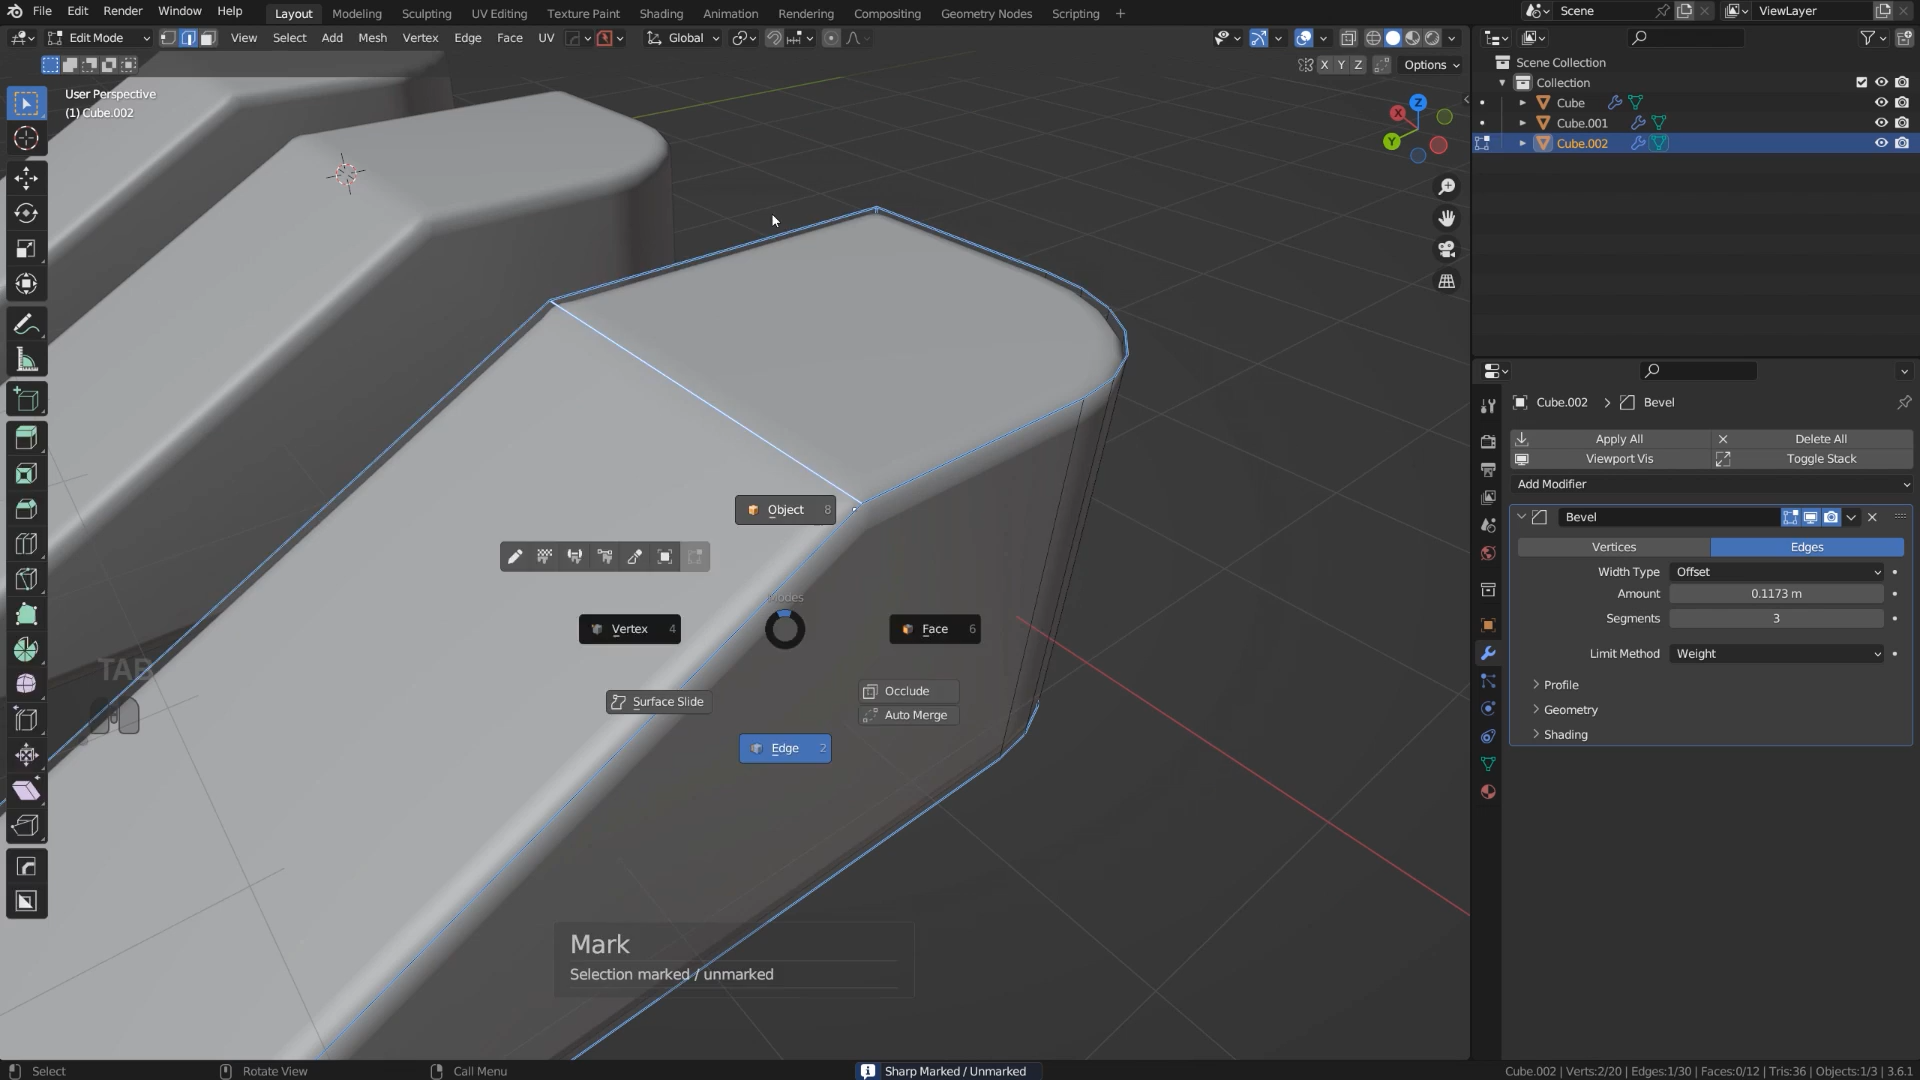 File Edit Render Window Help Layout Modeling Sculpting UV Editing Texture Paint Shading Animation Rendering Compositing Geometry Nodes Scripting + Scene ViewLayer
Edit Mode View Select Add Mesh Vertex Edge Face UV Global
X Y Z Options
User Perspective
(1) Cube.002
Z
X
Y
Scene Collection
Collection
Cube
Cube.001
Cube.002
Object 8
Modes
Vertex 4
Face 6
TAB
Surface Slide
Occlude
Auto Merge
Edge 2
Mark
Selection marked / unmarked
Cube.002 > Bevel
Apply All Delete All
Viewport Vis Toggle Stack
Add Modifier
Bevel
Vertices Edges
Width Type Offset
Amount 0.1173 m
Segments 3
Limit Method Weight
Profile
Geometry
Shading
Select Rotate View Call Menu Sharp Marked / Unmarked Cube.002 | Verts:2/20 | Edges:1/30 | Faces:0/12 | Tris:36 | Objects:1/3 | 3.6.1